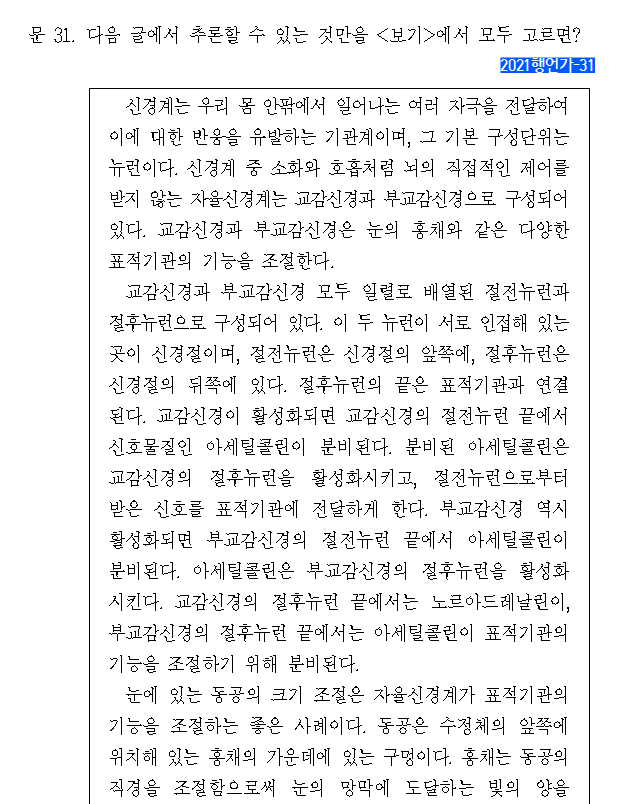 문 31. 다음 글에서 추론할 수 있는 것만을 <보기>에서 모두 고르면?
2021행언가-31
신경계는 우리 몸 안팎에서 일어나는 여러 자극을 전달하여
이에 대한 반응을 유발하는 기관계이며, 그 기본 구성단위는
뉴런이다. 신경계 중 소화와 호흡처럼 뇌의 직접적인 제어를
받지 않는 자율신경계는 교감신경과 부교감신경으로 구성되어
있다. 교감신경과 부교감신경은 눈의 홍채와 같은 다양한
표적기관의 기능을 조절한다.
교감신경과 부교감신경 모두 일렬로 배열된 절전뉴런과
절후뉴런으로 구성되어 있다. 이 두 뉴런이 서로 인접해 있는
곳이 신경절이며, 절전뉴런은 신경절의 앞쪽에, 절후뉴런은
신경절의 뒤쪽에 있다. 절후뉴런의 끝은 표적기관과 연결
된다. 교감신경이 활성화되면 교감신경의 절전뉴런 끝에서
신호물질인 아세틸콜린이 분비된다. 분비된 아세틸콜린은
교감신경의 절후뉴런을 활성화시키고, 절전뉴런으로부터
받은 신호를 표적기관에 전달하게 한다. 부교감신경 역시
활성화되면 부교감신경의 절전뉴런 끝에서 아세틸콜린이
분비된다. 아세틸콜린은 부교감신경의 절후뉴런을 활성화
시킨다. 교감신경의 절후뉴런 끝에서는 노르아드레날린이,
부교감신경의 절후뉴런 끝에서는 아세틸콜린이 표적기관의
기능을 조절하기 위해 분비된다.
눈에 있는 동공의 크기 조절은 자율신경계가 표적기관의
기능을 조절하는 좋은 사례이다. 동공은 수정체의 앞쪽에
위치해 있는 홍채의 가운데에 있는 구멍이다. 홍채는 동공의
직경을 조절함으로써 눈의 망막에 도달하는 빛의 양을